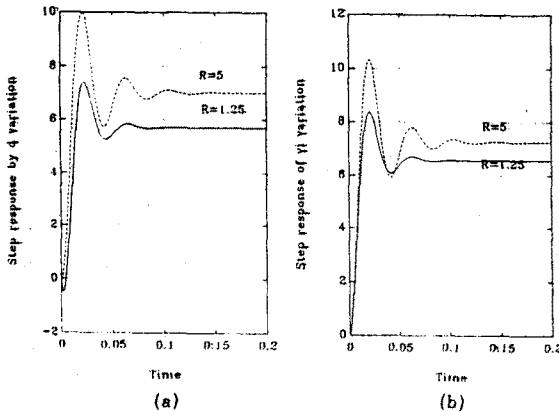 Step response by d variation
10
8
6
4
2
0
-2
R=5
R=1.25
0
0.05
0.1
0.15
0.2
Time
(a)
Step response of Vi variation
12
10
8
6
4
2
0
R=5
R=1.25
0
0.05
0.1
0.15
0.2
Time
(b)